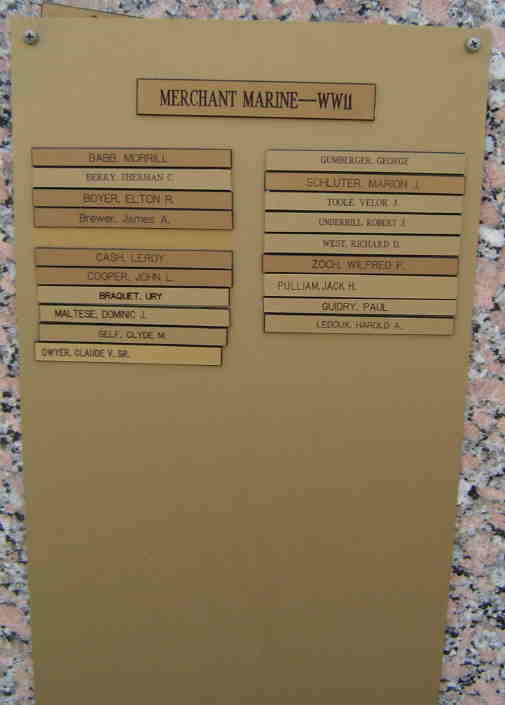 MERCHANT MARINE—WW11
BABB, MORRILL
BERRY, THERMAN C.
BOYER, ELTON R.
Brewer, James A.
CASH, LEROY
COOPER, JOHN L.
BRAQUET, URY
MALTESE, DOMINIC J.
SELF, CLYDE M.
DWYER, CLAUDE V. SR.
GUMBERGER, GEORGE
SCHLUTER, MARION J.
TOOLE, VELOR J.
UNDERHILL, ROBERT J.
WEST, RICHARD D.
ZOCH, WILFRED F.
PULLIAM, JACK H.
GUIDRY, PAUL
LEDOUX, HAROLD A.